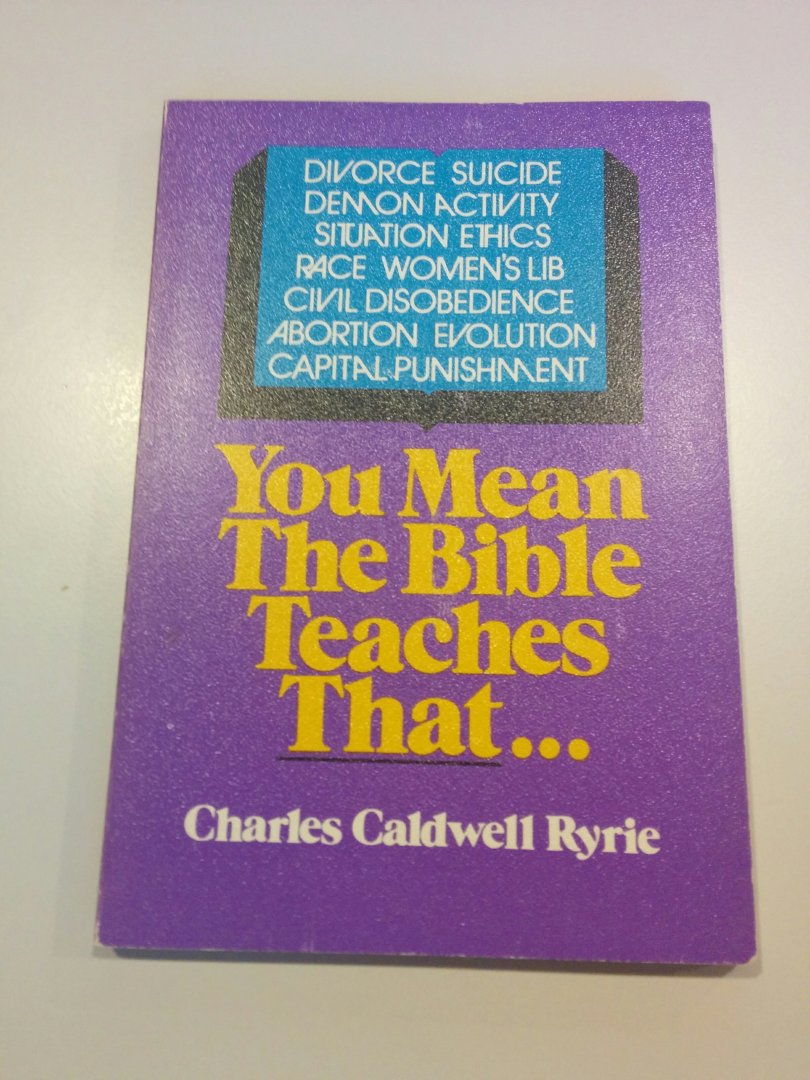 DIVORCE SUICIDE
DEMON ACTIVITY
SITUATION ETHICS
RACE WOMEN'S LIB
CIVIL DISOBEDIENCE
ABORTION EVOLUTION
CAPITAL PUNISHMENT
You Mean
The Bible
Teaches
That...
Charles Caldwell Ryrie